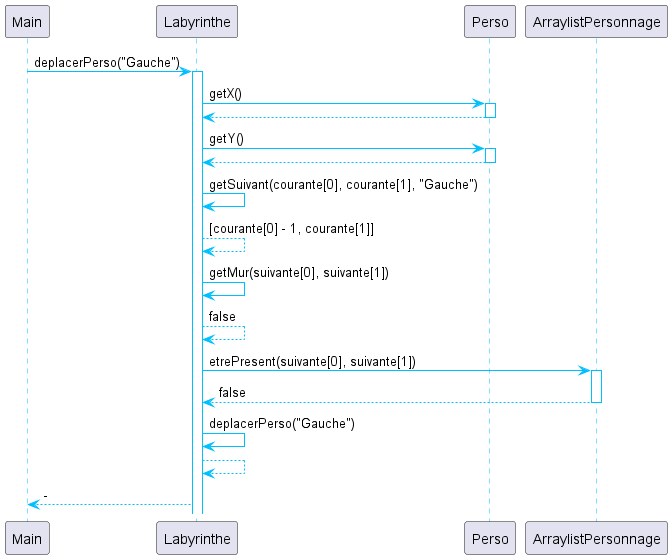 Main Labyrinthe Perso ArraylistPersonnage
deplacerPerso("Gauche")
getX()
getY()
getSuivant(courante[0], courante[1], "Gauche")
[courante[0] - 1, courante[1]]
getMur(suivante[0], suivante[1])
false
etrePresent(suivante[0], suivante[1])
false
deplacerPerso("Gauche")
-
Main Labyrinthe Perso ArraylistPersonnage